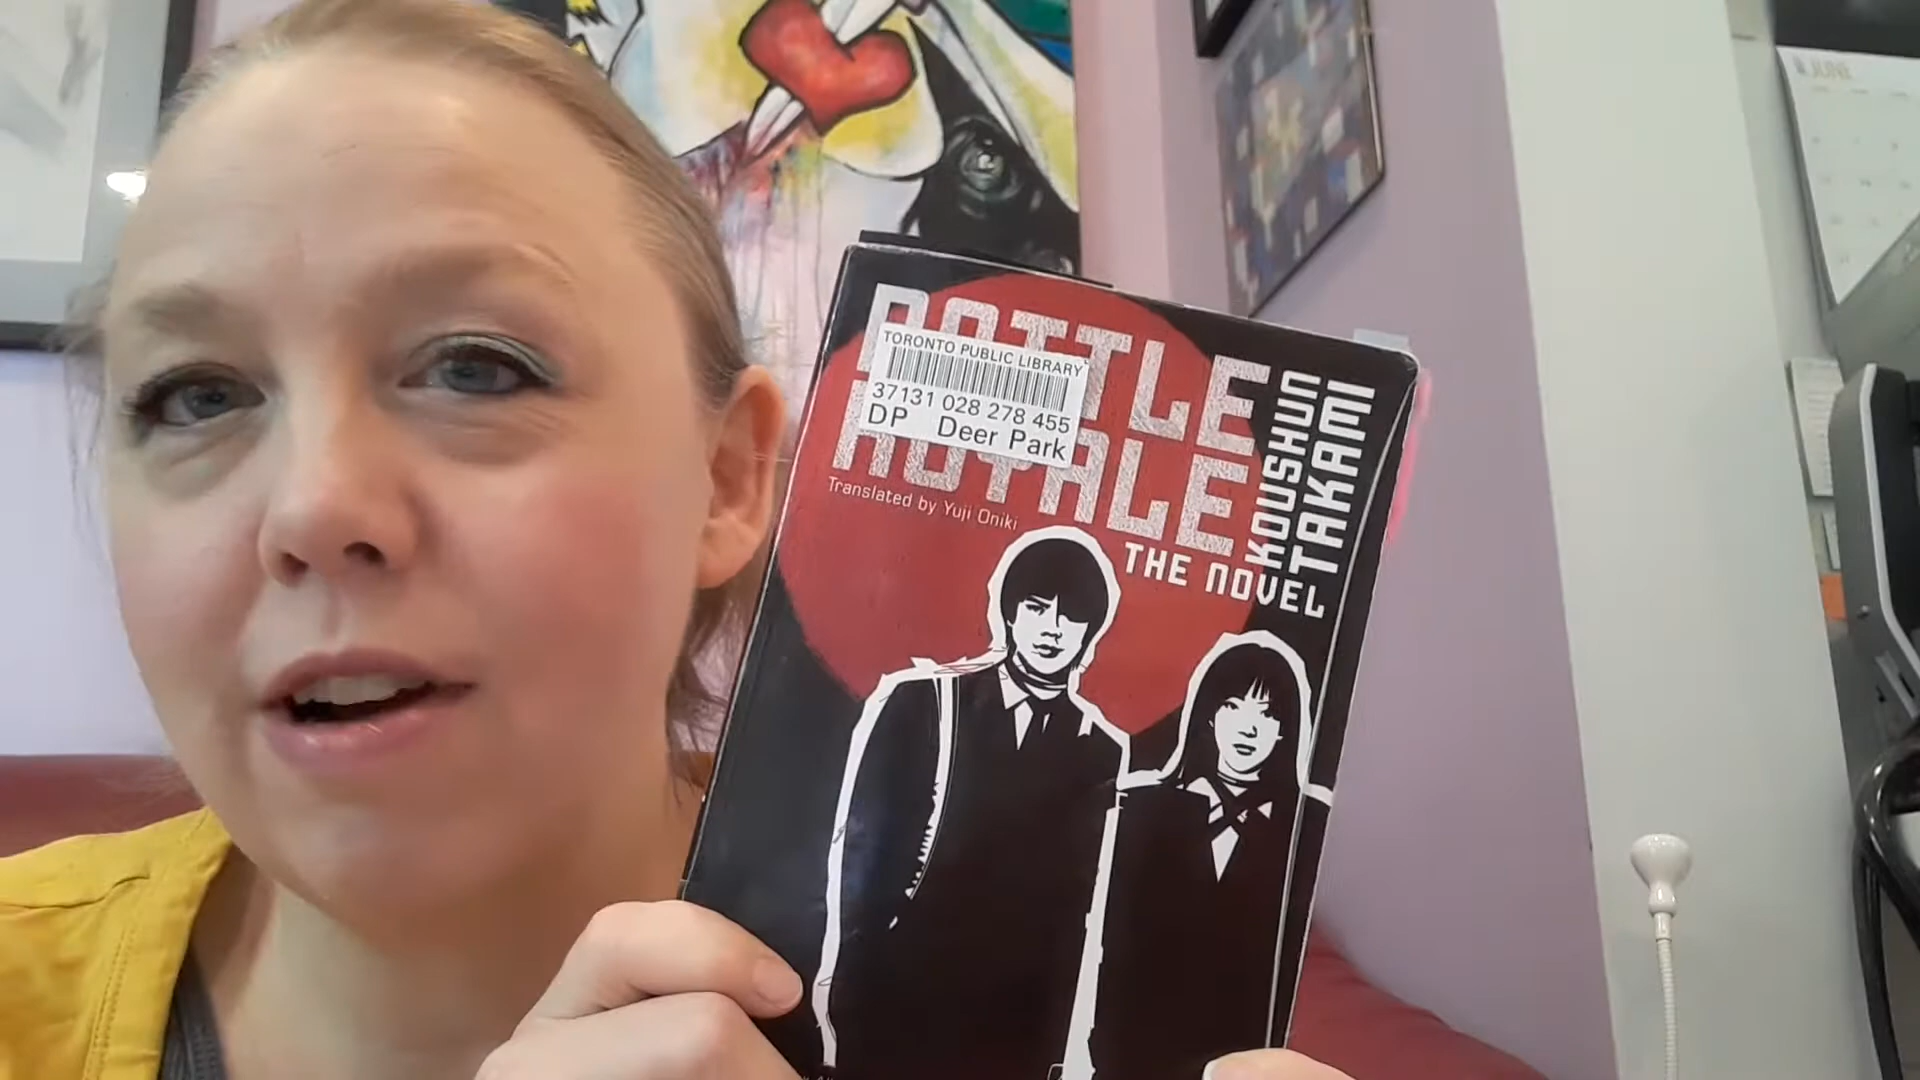 JUNE
BATTLE
TORONTO PUBLIC LIBRARY
37131 028 278 455
DP Deer Park
ROYALE
Translated by Yuji Oniki
THE NOVEL
KOUSHUN
TAKAMI